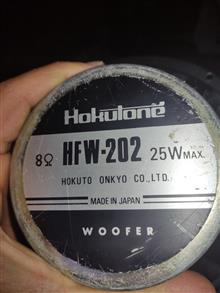 Hokutone
8Ω HFW-202 25W MAX.
HOKUTO ONKYO CO.,LTD.
MADE IN JAPAN
WOOFER